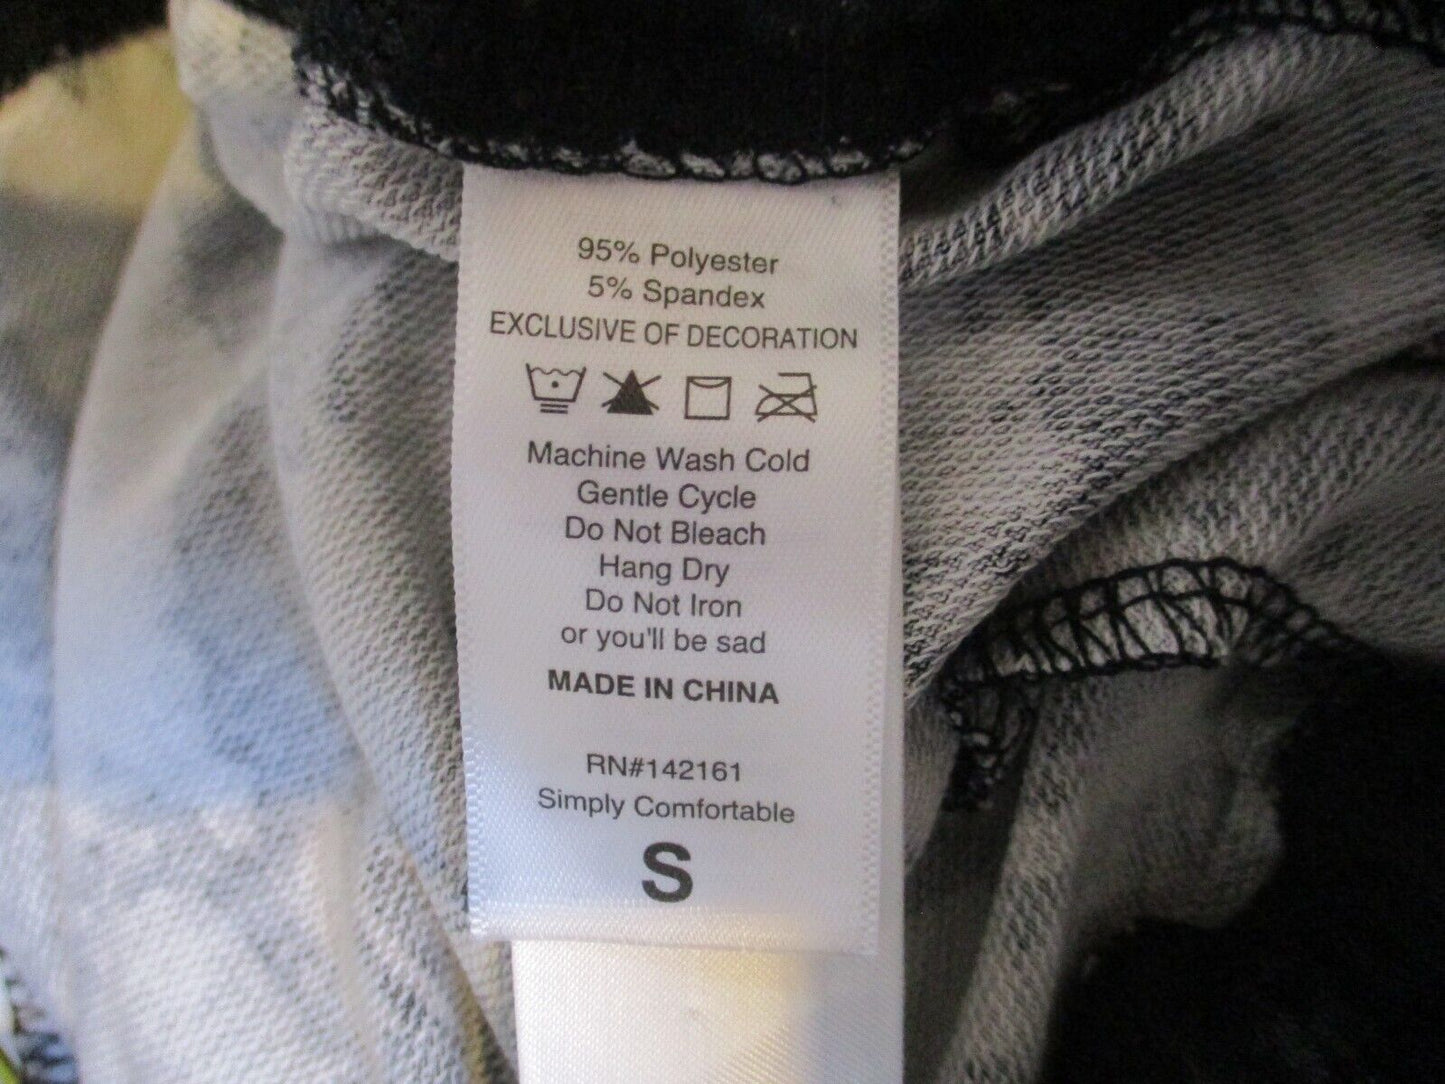 95% Polyester
5% Spandex
EXCLUSIVE OF DECORATION
Machine Wash Cold
Gentle Cycle
Do Not Bleach
Hang Dry
Do Not Iron
or you'll be sad
MADE IN CHINA
RN#142161
Simply Comfortable
S